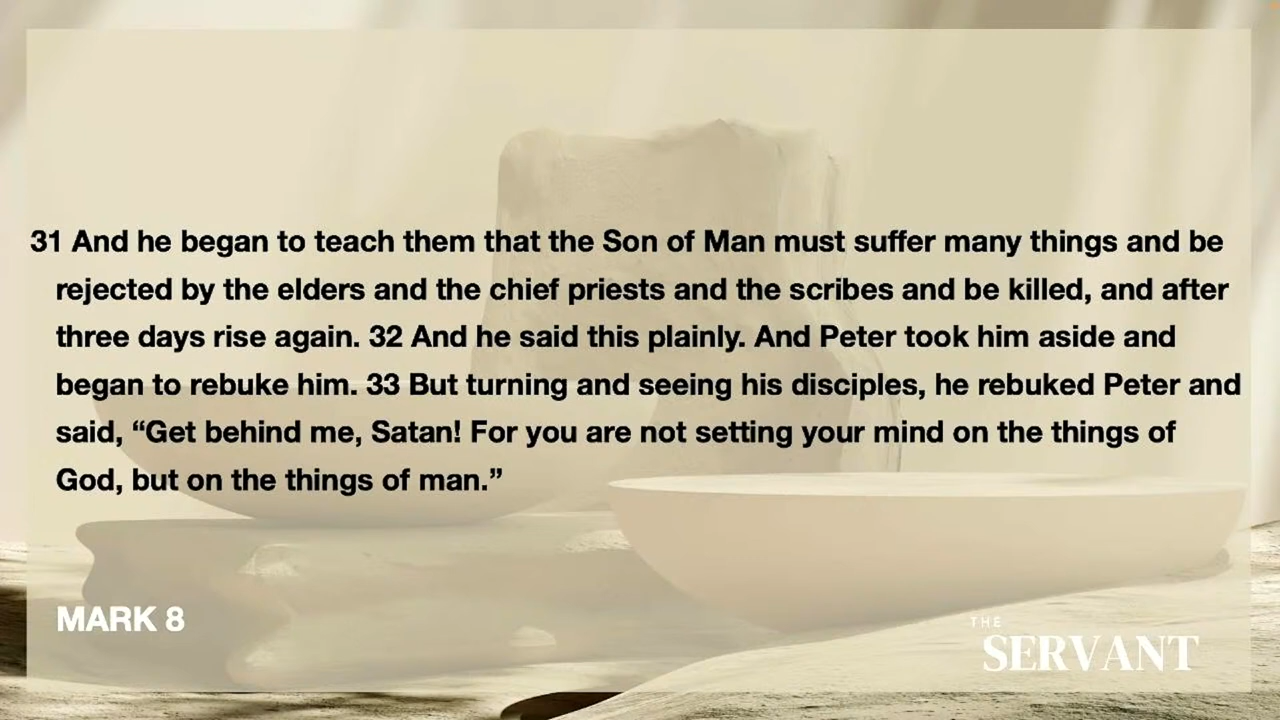 31 And he began to teach them that the Son of Man must suffer many things and be
rejected by the elders and the chief priests and the scribes and be killed, and after
three days rise again. 32 And he said this plainly. And Peter took him aside and
began to rebuke him. 33 But turning and seeing his disciples, he rebuked Peter and
said, “Get behind me, Satan! For you are not setting your mind on the things of
God, but on the things of man.”
MARK 8
THE
SERVANT